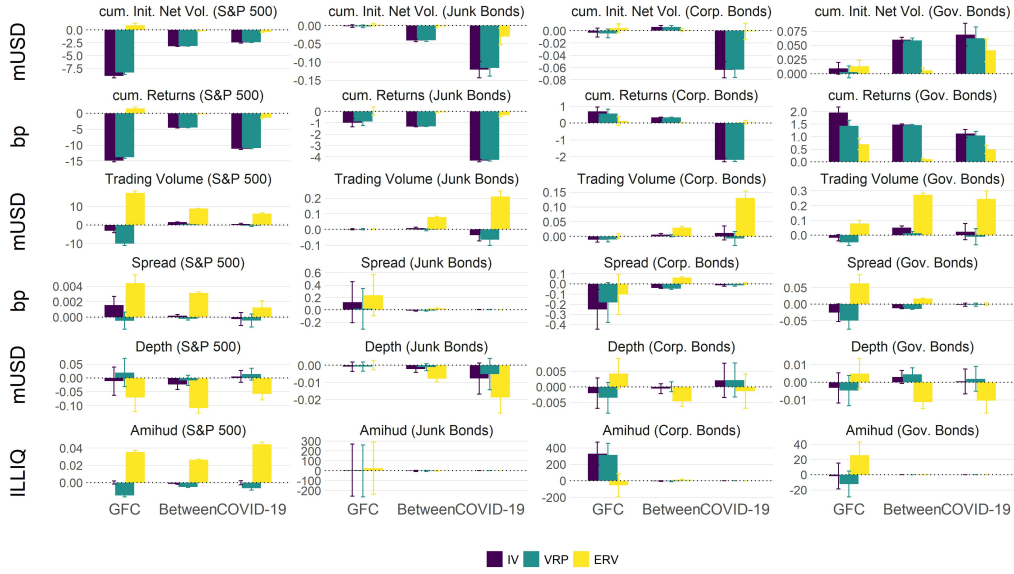 cum. Init. Net Vol. (S&P 500) cum. Init. Net Vol. (Junk Bonds) cum. Init. Net Vol. (Corp. Bonds) cum. Init. Net Vol. (Gov. Bonds)
mUSD
0.0 0.00 0.00 0.075
-2.5 -0.05 -0.02 0.050
-5.0 -0.10 -0.04 0.025
-7.5 -0.15 -0.06 0.000
-0.08
cum. Returns (S&P 500) cum. Returns (Junk Bonds) cum. Returns (Corp. Bonds) cum. Returns (Gov. Bonds)
bp
0 0 1 2.0
-5 -1 0 1.5
-10 -2 -1 1.0
-15 -3 -2 0.5
-4 0.0
Trading Volume (S&P 500) Trading Volume (Junk Bonds) Trading Volume (Corp. Bonds) Trading Volume (Gov. Bonds)
mUSD
10 0.2 0.15 0.3
0 0.1 0.10 0.2
-10 0.0 0.05 0.1
-0.1 0.00 0.0
Spread (S&P 500) Spread (Junk Bonds) Spread (Corp. Bonds) Spread (Gov. Bonds)
bp
0.004 0.6 0.1 0.05
0.002 0.4 0.0 0.00
0.000 0.2 -0.1 -0.05
0.0 -0.2
-0.2 -0.3
-0.4
Depth (S&P 500) Depth (Junk Bonds) Depth (Corp. Bonds) Depth (Gov. Bonds)
mUSD
0.05 0.00 0.005 0.01
0.00 -0.01 0.000 0.00
-0.05 -0.02 -0.005 -0.01
-0.10
Amihud (S&P 500) Amihud (Junk Bonds) Amihud (Corp. Bonds) Amihud (Gov. Bonds)
ILLIQ
0.04 300 400 40
0.02 200 200 20
0.00 100 0 0
0 -200 -20
-100
-200
GFC Between COVID-19 GFC Between COVID-19 GFC Between COVID-19 GFC Between COVID-19
IV VRP ERV